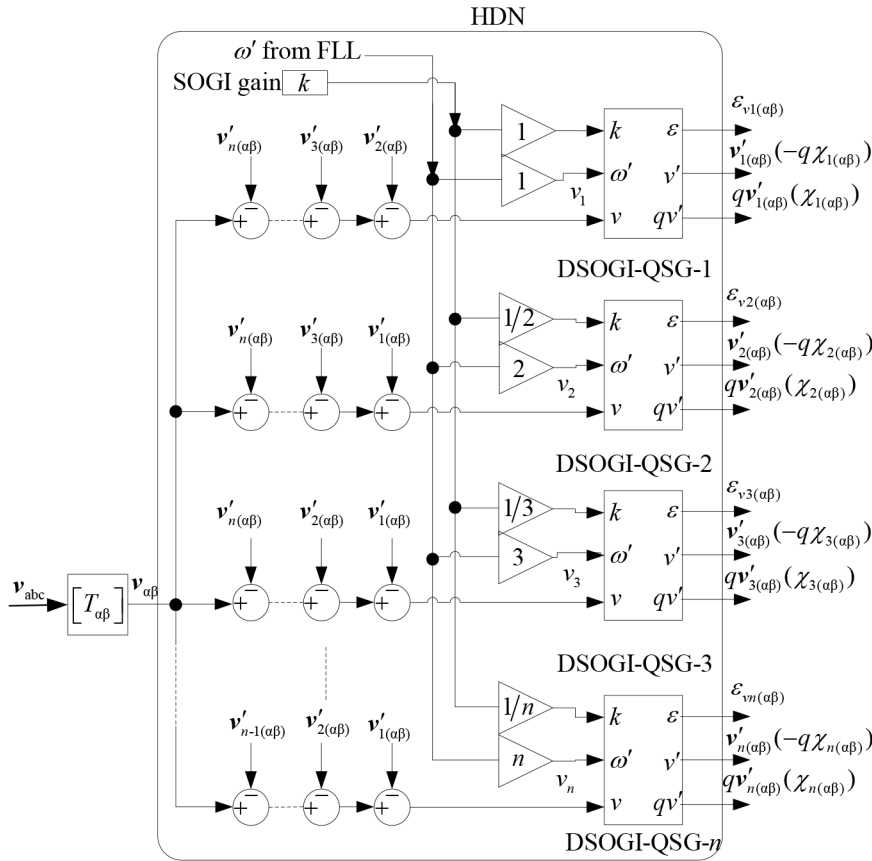 HDN
ω′ from FLL
SOGI gain k
v′n(αβ) v′3(αβ) v′2(αβ)
1
1
v1
k ε
ω′ v′
v qv′
εv1(αβ)
v′1(αβ)(−qχ1(αβ))
qv′1(αβ)(χ1(αβ))
+ − + − + −
DSOGI-QSG-1
v′n(αβ) v′3(αβ) v′1(αβ)
1/2
2
v2
k ε
ω′ v′
v qv′
εv2(αβ)
v′2(αβ)(−qχ2(αβ))
qv′2(αβ)(χ2(αβ))
+ − + − + −
DSOGI-QSG-2
v′n(αβ) v′2(αβ) v′1(αβ)
1/3
3
v3
k ε
ω′ v′
v qv′
εv3(αβ)
v′3(αβ)(−qχ3(αβ))
qv′3(αβ)(χ3(αβ))
vabc [Tαβ] vαβ
+ − + − + −
DSOGI-QSG-3
v′n-1(αβ) v′2(αβ) v′1(αβ)
1/n
n
vn
k ε
ω′ v′
v qv′
εvn(αβ)
v′n(αβ)(−qχn(αβ))
qv′n(αβ)(χn(αβ))
+ − + − + −
DSOGI-QSG-n